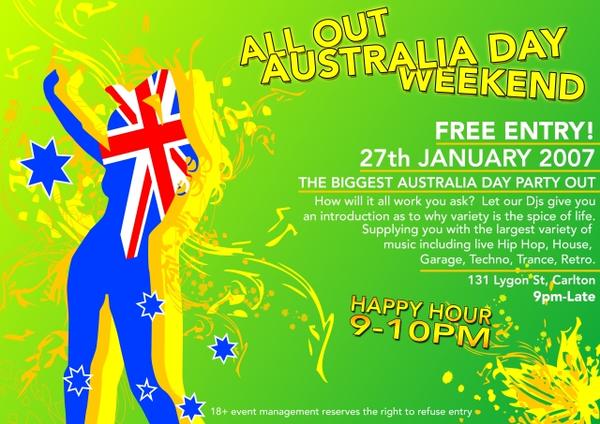 ALL OUT
AUSTRALIA DAY
WEEKEND
FREE ENTRY!
27th JANUARY 2007
THE BIGGEST AUSTRALIA DAY PARTY OUT
How will it all work you ask? Let our Djs give you
an introduction as to why variety is the spice of life.
Supplying you with the largest variety of
music including live Hip Hop, House,
Garage, Techno, Trance, Retro.
131 Lygon St, Carlton
9pm-Late
HAPPY HOUR
9-10PM
18+ event management reserves the right to refuse entry